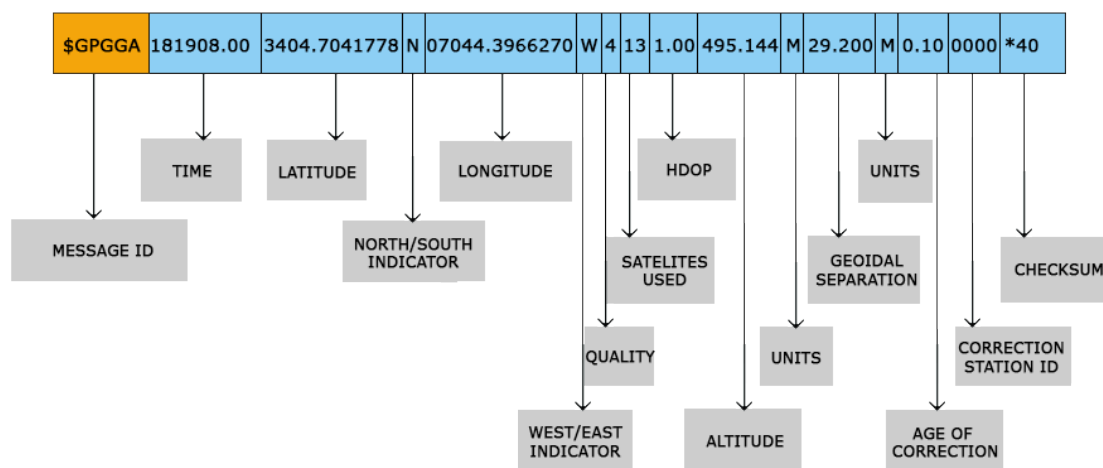 $GPGGA 181908.00 3404.7041778 N 07044.3966270 W 4 13 1.00 495.144 M 29.200 M 0.10 0000 *40
TIME
LATITUDE
LONGITUDE
HDOP
UNITS
MESSAGE ID
NORTH/SOUTH
INDICATOR
SATELITES
USED
GEOIDAL
SEPARATION
CHECKSUM
QUALITY
UNITS
CORRECTION
STATION ID
WEST/EAST
INDICATOR
ALTITUDE
AGE OF
CORRECTION